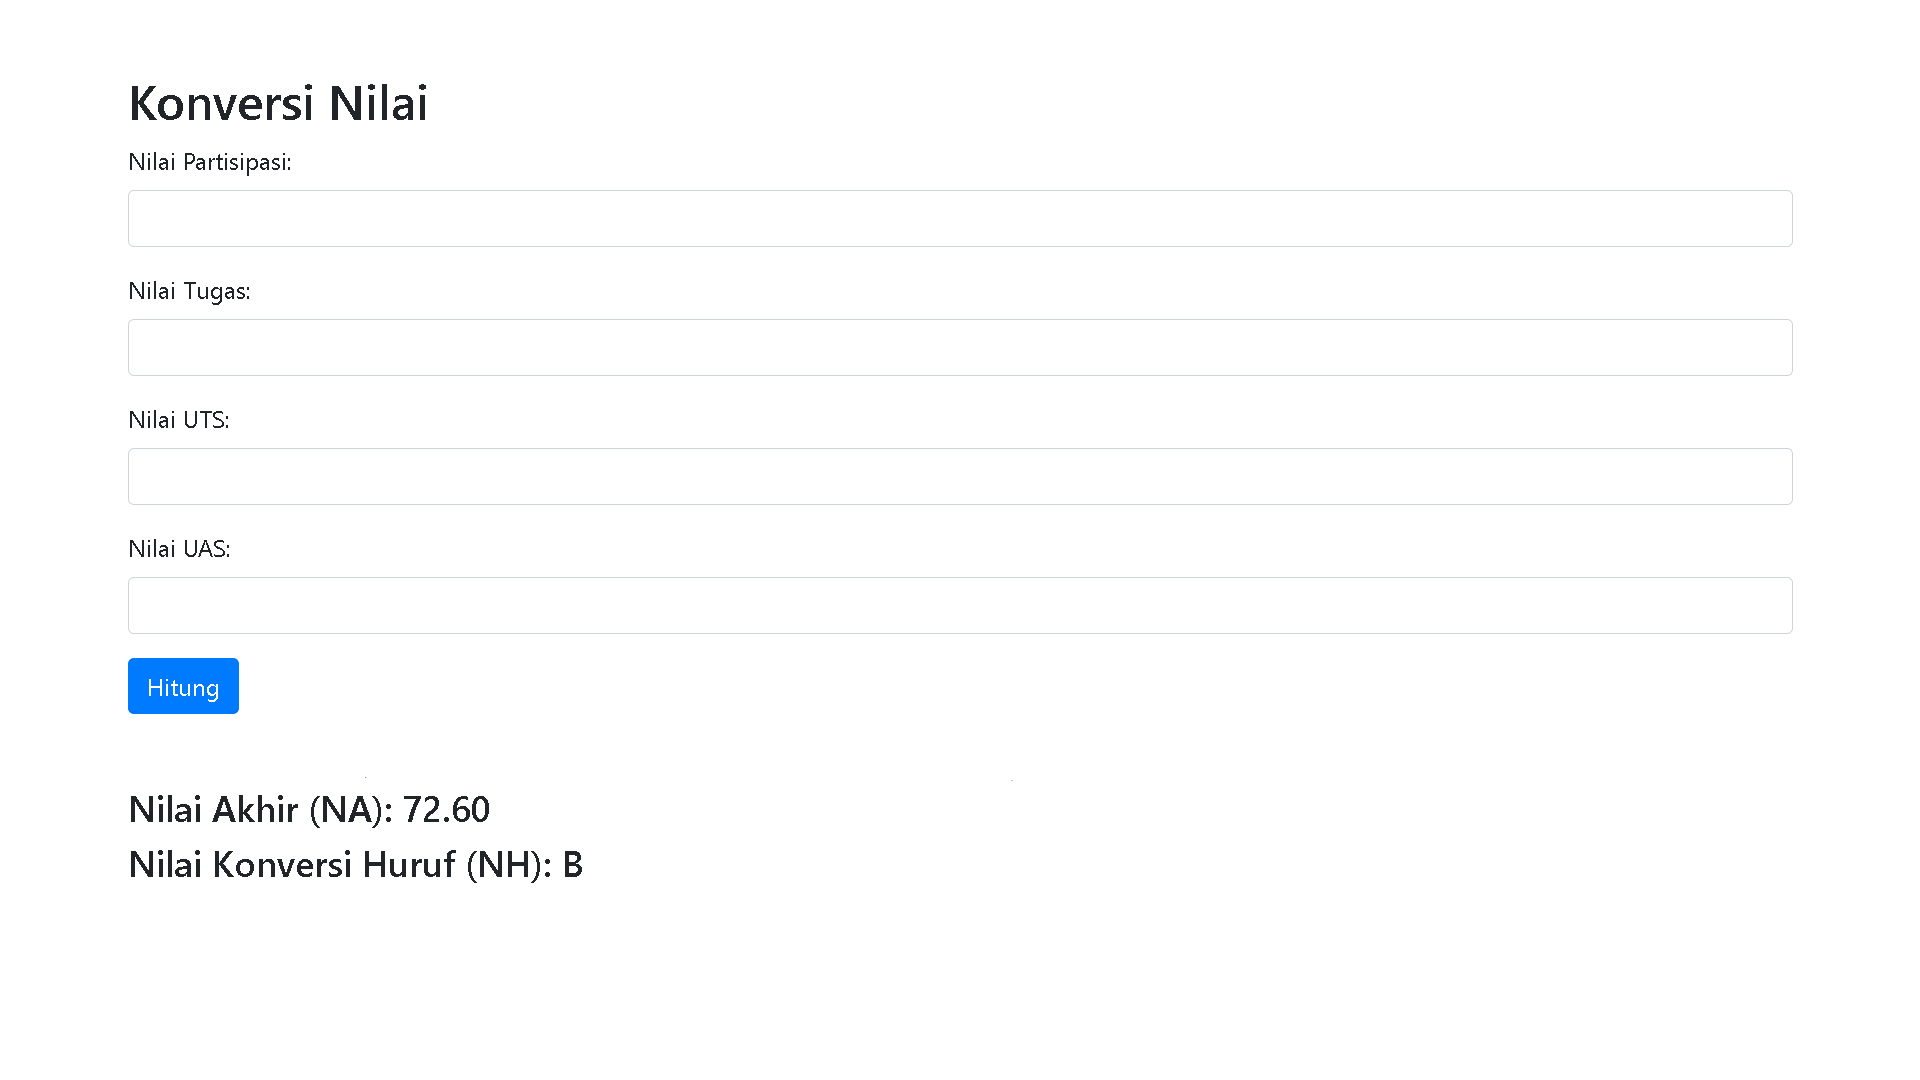 Konversi Nilai
Nilai Partisipasi:
Nilai Tugas:
Nilai UTS:
Nilai UAS:
Hitung
Nilai Akhir (NA): 72.60
Nilai Konversi Huruf (NH): B